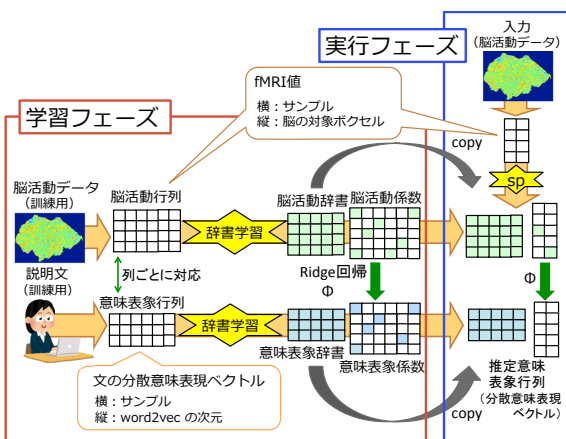 実行フェーズ
入力
(脳活動データ)
fMRI値
横：サンプル
縦：脳の対象ボクセル
学習フェーズ
copy
sp
脳活動データ
(訓練用)
脳活動行列
辞書学習
脳活動辞書
脳活動係数
説明文
(訓練用)
列ごとに対応
Ridge回帰
Φ
Φ
意味表象行列
辞書学習
意味表象辞書
意味表象係数
推定意味
表象行列
(分散意味表現
ベクトル)
文の分散意味表現ベクトル
横：サンプル
縦：word2vec の次元
copy